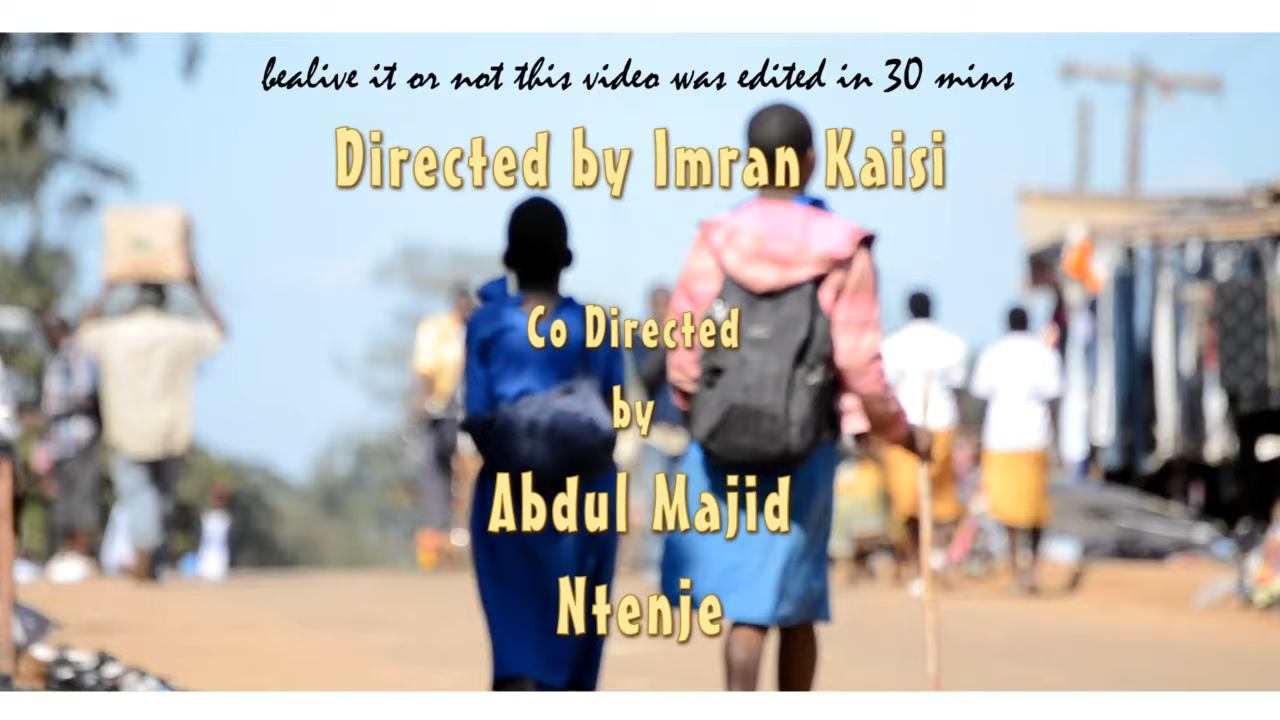 bealive it or not this video was edited in 30 mins
Directed by Imran Kaisi
Co Directed
by
Abdul Majid
Ntenje